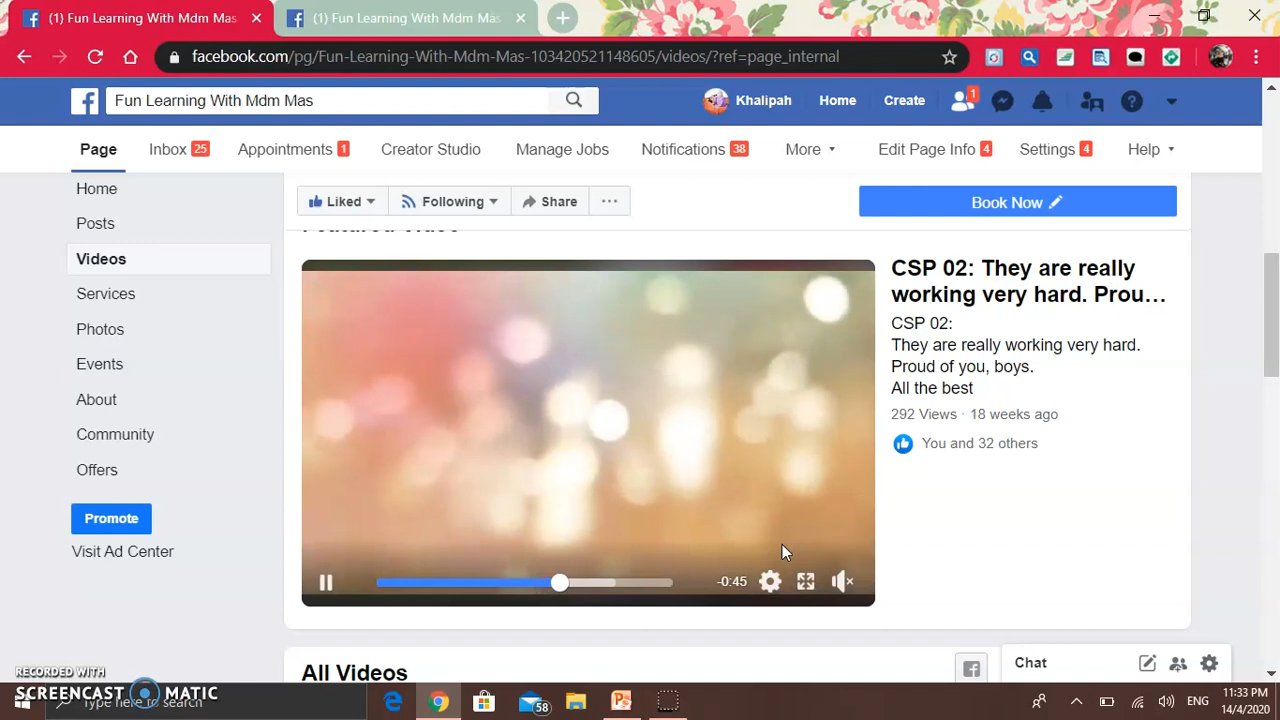 (1) Fun Learning With Mdm Mas
(1) Fun Learning With Mdm Mas
facebook.com/pg/Fun-Learning-With-Mdm-Mas-103420521148605/videos/?ref=page_internal
Fun Learning With Mdm Mas
Khalipah
Home
Create
1
Page
Inbox 25
Appointments 1
Creator Studio
Manage Jobs
Notifications 38
More
Edit Page Info 4
Settings 4
Help
Home
Posts
Videos
Services
Photos
Events
About
Community
Offers
Promote
Visit Ad Center
Liked
Following
Share
Book Now
Featured Video
-0:45
CSP 02: They are really
working very hard. Prou...
CSP 02:
They are really working very hard.
Proud of you, boys.
All the best
292 Views · 18 weeks ago
You and 32 others
All Videos
Chat
RECORDED WITH
SCREENCAST MATIC
Type here to search
58
ENG
11:33 PM
14/4/2020